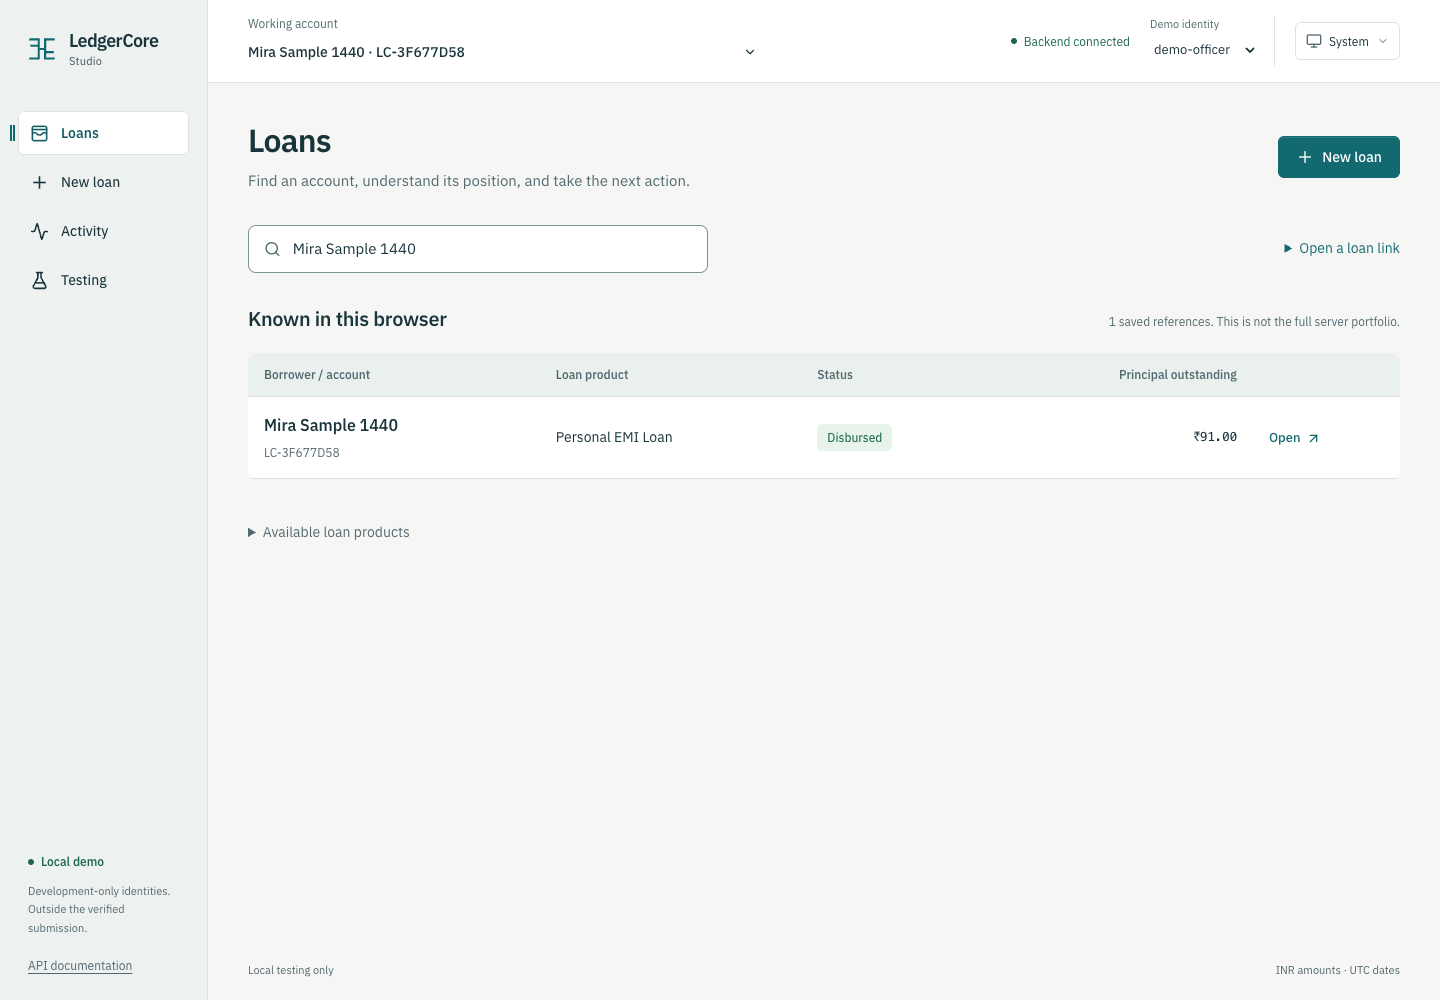 LedgerCore
Studio
Loans
New loan
Activity
Testing
Local demo
Development-only identities.
Outside the verified
submission.
API documentation
Working account
Mira Sample 1440 · LC-3F677D58
Backend connected
Demo identity
demo-officer
System
Loans
Find an account, understand its position, and take the next action.
New loan
Mira Sample 1440
Open a loan link
Known in this browser
1 saved references. This is not the full server portfolio.
Borrower / account Loan product Status Principal outstanding
Mira Sample 1440
LC-3F677D58
Personal EMI Loan
Disbursed
₹91.00
Open
Available loan products
Local testing only
INR amounts · UTC dates